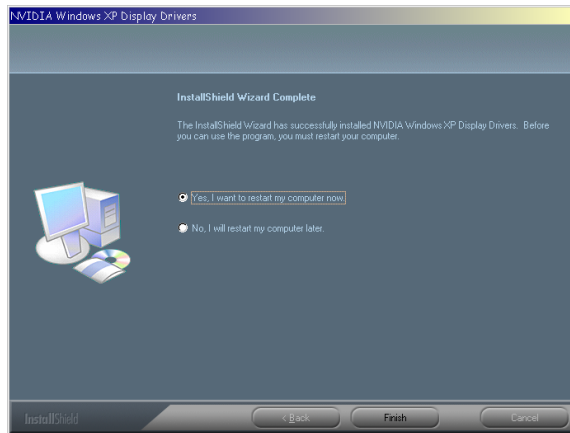 NVIDIA Windows XP Display Drivers
InstallShield Wizard Complete
The InstallShield Wizard has successfully installed NVIDIA Windows XP Display Drivers. Before
you can use the program, you must restart your computer.
Yes, I want to restart my computer now.
No, I will restart my computer later.
InstallShield
< Back
Finish
Cancel